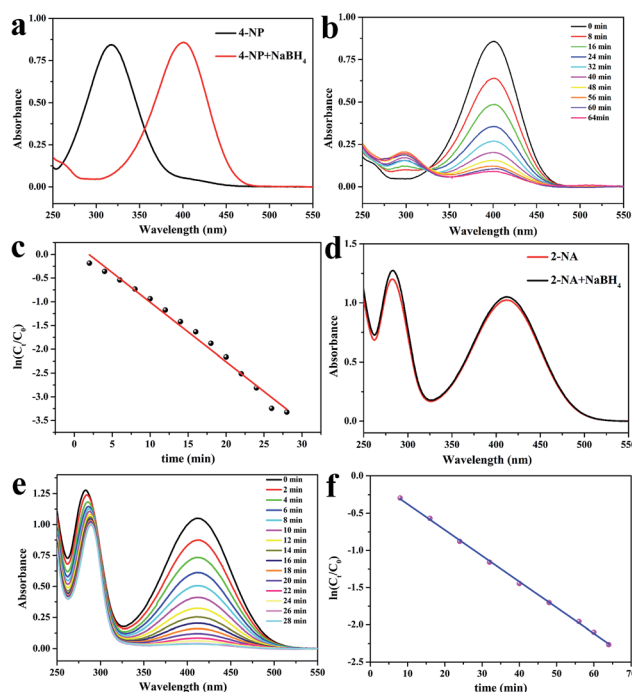 a
Absorbance
1.00
0.75
0.50
0.25
0.00
250 300 350 400 450 500 550
Wavelength (nm)
4-NP
4-NP+NaBH4
b
Absorbance
1.00
0.75
0.50
0.25
0.00
250 300 350 400 450 500 550
Wavelength (nm)
0 min
8 min
16 min
24 min
32 min
40 min
48 min
56 min
60 min
64min
c
ln(Ct/C0)
0.0
-0.5
-1.0
-1.5
-2.0
-2.5
-3.0
-3.5
0 5 10 15 20 25 30
time (min)
d
Absorbance
1.5
1.0
0.5
0.0
250 300 350 400 450 500 550
Wavelength (nm)
2-NA
2-NA+NaBH4
e
Absorbance
1.25
1.00
0.75
0.50
0.25
0.00
250 300 350 400 450 500 550
Wavelength (nm)
0 min
2 min
4 min
6 min
8 min
10 min
12 min
14 min
16 min
18 min
20 min
22 min
24 min
26 min
28 min
f
ln(Ct/C0)
0.0
-0.5
-1.0
-1.5
-2.0
-2.5
0 10 20 30 40 50 60 70
time (min)